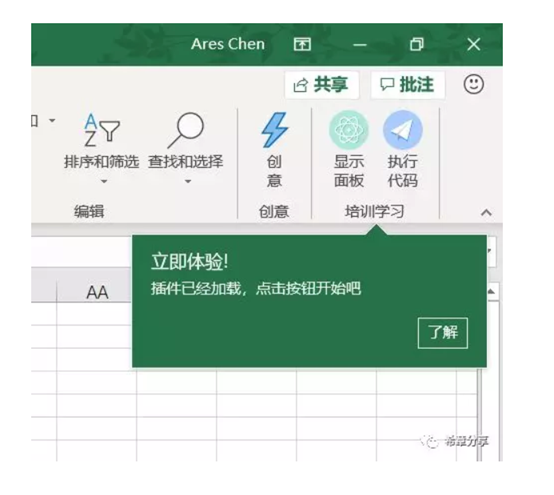 Ares Chen
共享
批注
排序和筛选
查找和选择
创
意
显示
面板
执行
代码
编辑
创意
培训学习
立即体验!
插件已经加载，点击按钮开始吧
了解
AA
希望分享